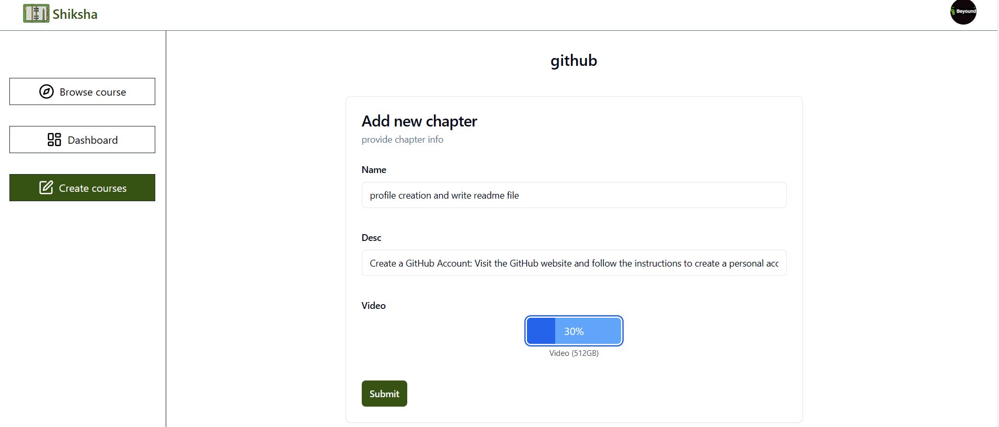 Shiksha
Beyound
Browse course
Dashboard
Create courses
github
Add new chapter
provide chapter info
Name
profile creation and write readme file
Desc
Create a GitHub Account: Visit the GitHub website and follow the instructions to create a personal acc
Video
30%
Video (512GB)
Submit